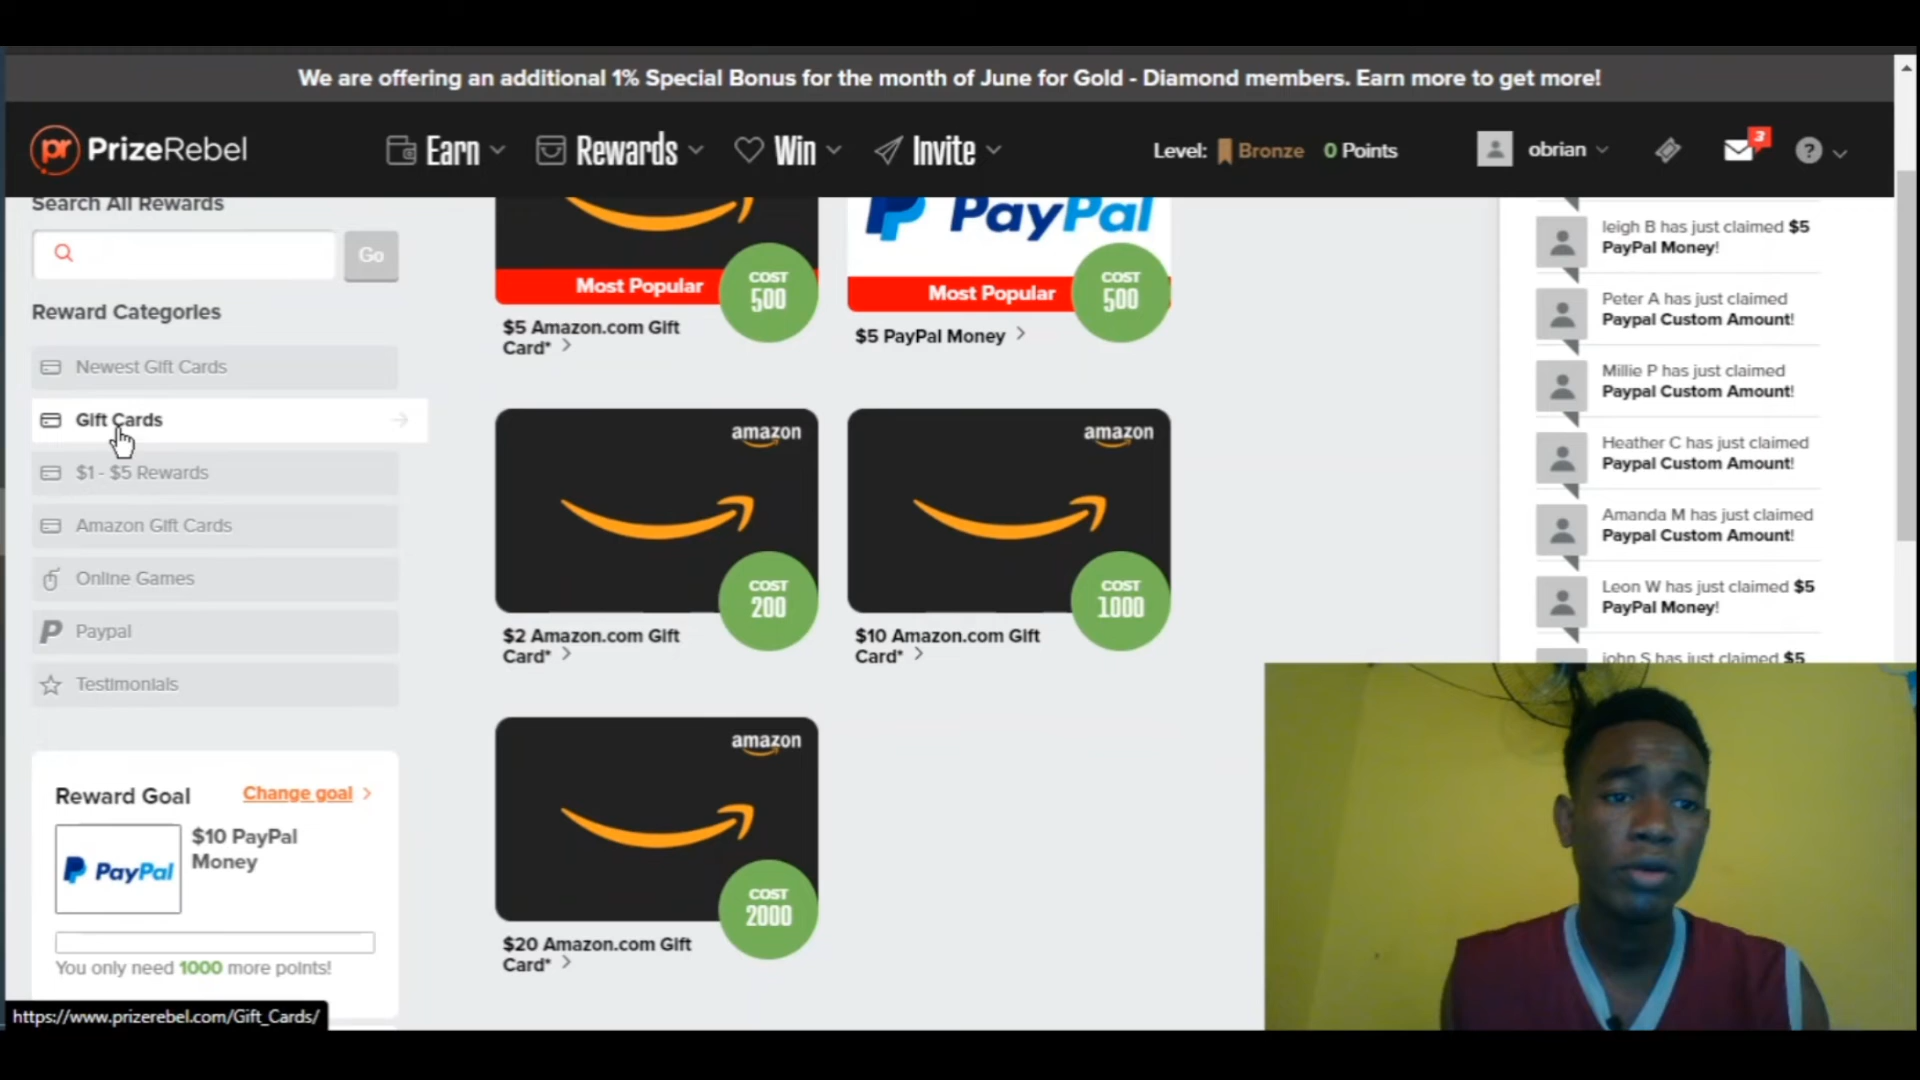 We are offering an additional 1% Special Bonus for the month of June for Gold - Diamond members. Earn more to get more!
pr PrizeRebel
Earn
Rewards
Win
Invite
Level: Bronze 0 Points
obrian
3
?
Search All Rewards
Go
Reward Categories
Newest Gift Cards
Gift Cards
$1 - $5 Rewards
Amazon Gift Cards
Online Games
Paypal
Testimonials
Reward Goal
Change goal
PayPal
$10 PayPal
Money
You only need 1000 more points!
https://www.prizerebel.com/Gift_Cards/
Most Popular
COST
500
$5 Amazon.com Gift
Card*
PayPal
Most Popular
COST
500
$5 PayPal Money
amazon
COST
200
$2 Amazon.com Gift
Card*
amazon
COST
1000
$10 Amazon.com Gift
Card*
amazon
COST
2000
$20 Amazon.com Gift
Card*
leigh B has just claimed $5
PayPal Money!
Peter A has just claimed
Paypal Custom Amount!
Millie P has just claimed
Paypal Custom Amount!
Heather C has just claimed
Paypal Custom Amount!
Amanda M has just claimed
Paypal Custom Amount!
Leon W has just claimed $5
PayPal Money!
john S has just claimed $5